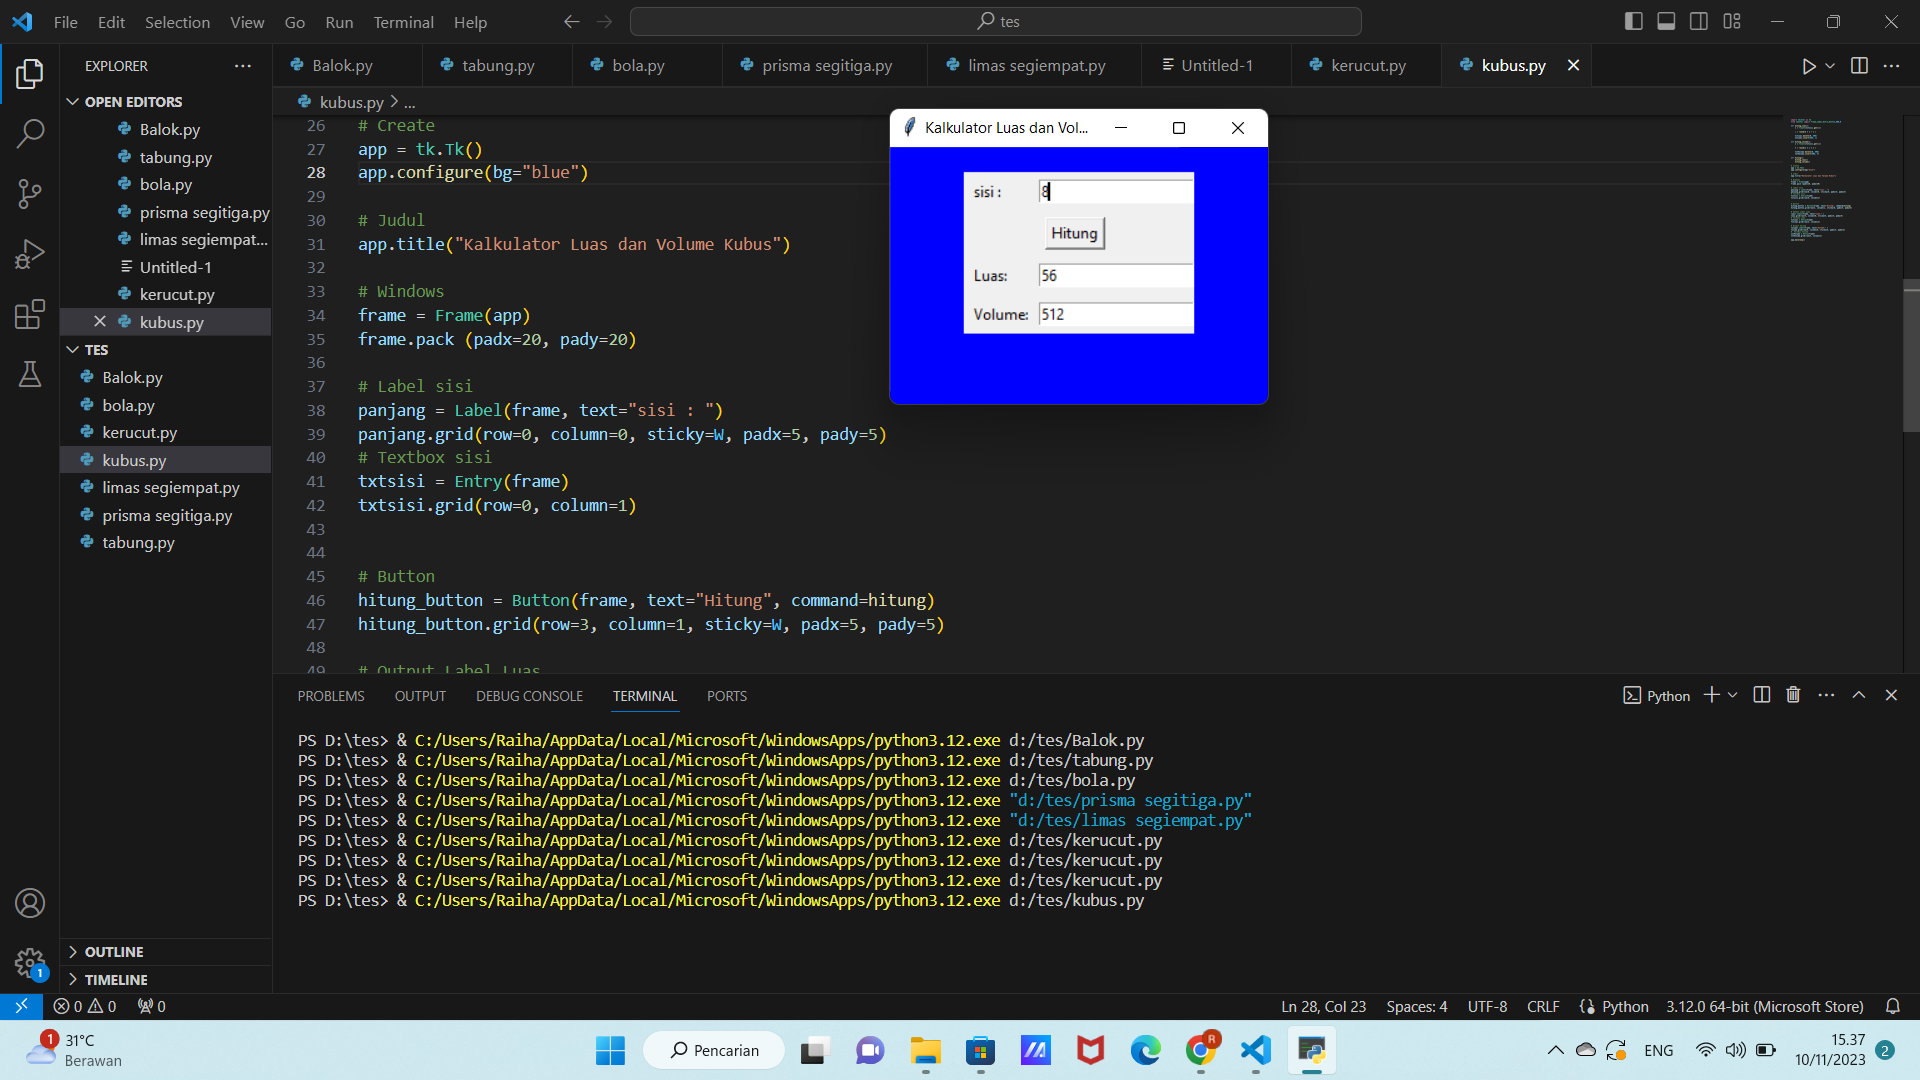 File Edit Selection View Go Run Terminal Help
tes
EXPLORER
Balok.py tabung.py bola.py prisma segitiga.py limas segiempat.py Untitled-1 kerucut.py kubus.py
OPEN EDITORS
Balok.py
tabung.py
bola.py
prisma segitiga.py
limas segiempat...
Untitled-1
kerucut.py
kubus.py
TES
Balok.py
bola.py
kerucut.py
kubus.py
limas segiempat.py
prisma segitiga.py
tabung.py
OUTLINE
TIMELINE
kubus.py > ...
26 # Create
27 app = tk.Tk()
28 app.configure(bg="blue")
29
30 # Judul
31 app.title("Kalkulator Luas dan Volume Kubus")
32
33 # Windows
34 frame = Frame(app)
35 frame.pack (padx=20, pady=20)
36
37 # Label sisi
38 panjang = Label(frame, text="sisi : ")
39 panjang.grid(row=0, column=0, sticky=W, padx=5, pady=5)
40 # Textbox sisi
41 txtsisi = Entry(frame)
42 txtsisi.grid(row=0, column=1)
43
44
45 # Button
46 hitung_button = Button(frame, text="Hitung", command=hitung)
47 hitung_button.grid(row=3, column=1, sticky=W, padx=5, pady=5)
48
49 # Output Label Luas
Kalkulator Luas dan Vol...
sisi : 8
Hitung
Luas: 56
Volume: 512
PROBLEMS OUTPUT DEBUG CONSOLE TERMINAL PORTS
Python
PS D:\tes> & C:/Users/Raiha/AppData/Local/Microsoft/WindowsApps/python3.12.exe d:/tes/Balok.py
PS D:\tes> & C:/Users/Raiha/AppData/Local/Microsoft/WindowsApps/python3.12.exe d:/tes/tabung.py
PS D:\tes> & C:/Users/Raiha/AppData/Local/Microsoft/WindowsApps/python3.12.exe d:/tes/bola.py
PS D:\tes> & C:/Users/Raiha/AppData/Local/Microsoft/WindowsApps/python3.12.exe "d:/tes/prisma segitiga.py"
PS D:\tes> & C:/Users/Raiha/AppData/Local/Microsoft/WindowsApps/python3.12.exe "d:/tes/limas segiempat.py"
PS D:\tes> & C:/Users/Raiha/AppData/Local/Microsoft/WindowsApps/python3.12.exe d:/tes/kerucut.py
PS D:\tes> & C:/Users/Raiha/AppData/Local/Microsoft/WindowsApps/python3.12.exe d:/tes/kerucut.py
PS D:\tes> & C:/Users/Raiha/AppData/Local/Microsoft/WindowsApps/python3.12.exe d:/tes/kerucut.py
PS D:\tes> & C:/Users/Raiha/AppData/Local/Microsoft/WindowsApps/python3.12.exe d:/tes/kubus.py
1
0 0 0
Ln 28, Col 23 Spaces: 4 UTF-8 CRLF Python 3.12.0 64-bit (Microsoft Store)
1
31°C
Berawan
Pencarian
R
ENG
15.37
10/11/2023
2